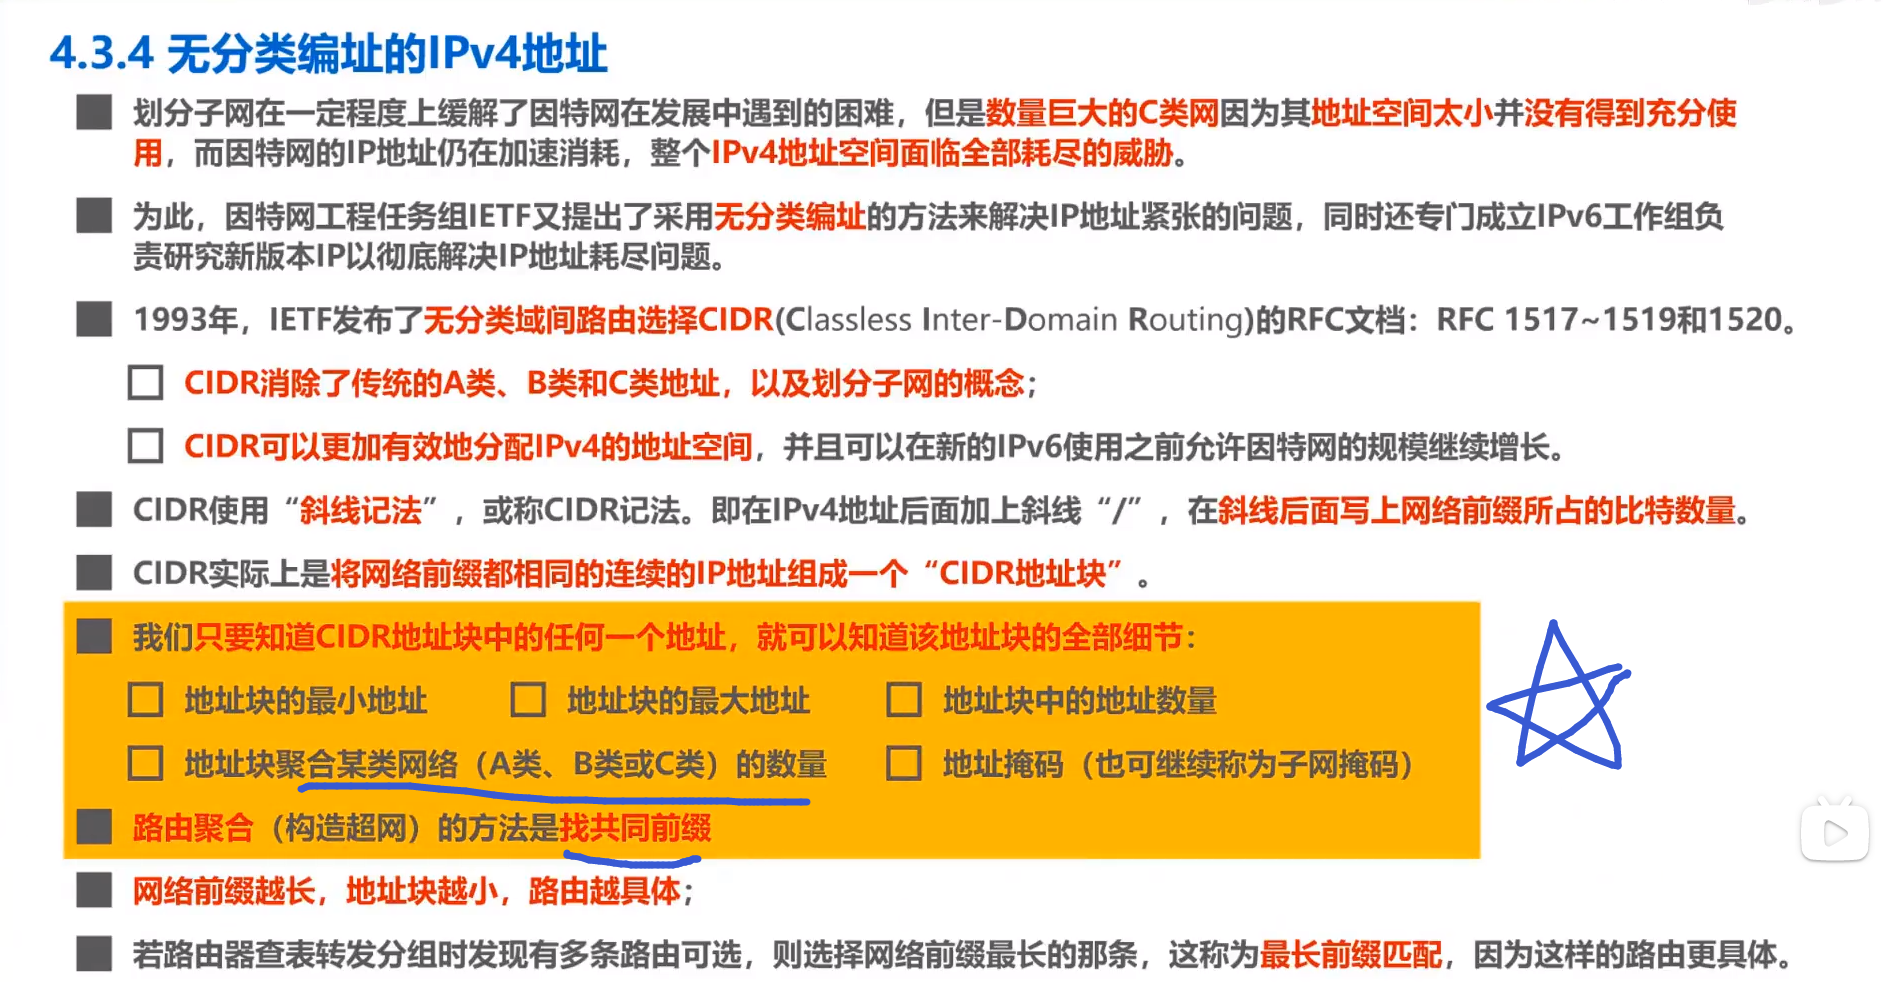 4.3.4 无分类编址的IPv4地址
划分子网在一定程度上缓解了因特网在发展中遇到的困难，但是数量巨大的C类网因为其地址空间太小并没有得到充分使
用，而因特网的IP地址仍在加速消耗，整个IPv4地址空间面临全部耗尽的威胁。
为此，因特网工程任务组IETF又提出了采用无分类编址的方法来解决IP地址紧张的问题，同时还专门成立IPv6工作组负
责研究新版本IP以彻底解决IP地址耗尽问题。
1993年，IETF发布了无分类域间路由选择CIDR(Classless Inter-Domain Routing)的RFC文档：RFC 1517~1519和1520。
CIDR消除了传统的A类、B类和C类地址，以及划分子网的概念；
CIDR可以更加有效地分配IPv4的地址空间，并且可以在新的IPv6使用之前允许因特网的规模继续增长。
CIDR使用“斜线记法”，或称CIDR记法。即在IPv4地址后面加上斜线“/”，在斜线后面写上网络前缀所占的比特数量。
CIDR实际上是将网络前缀都相同的连续的IP地址组成一个“CIDR地址块”。
我们只要知道CIDR地址块中的任何一个地址，就可以知道该地址块的全部细节：
地址块的最小地址 地址块的最大地址 地址块中的地址数量
地址块聚合某类网络（A类、B类或C类）的数量 地址掩码（也可继续称为子网掩码）
路由聚合（构造超网）的方法是找共同前缀
网络前缀越长，地址块越小，路由越具体；
若路由器查表转发分组时发现有多条路由可选，则选择网络前缀最长的那条，这称为最长前缀匹配，因为这样的路由更具体。